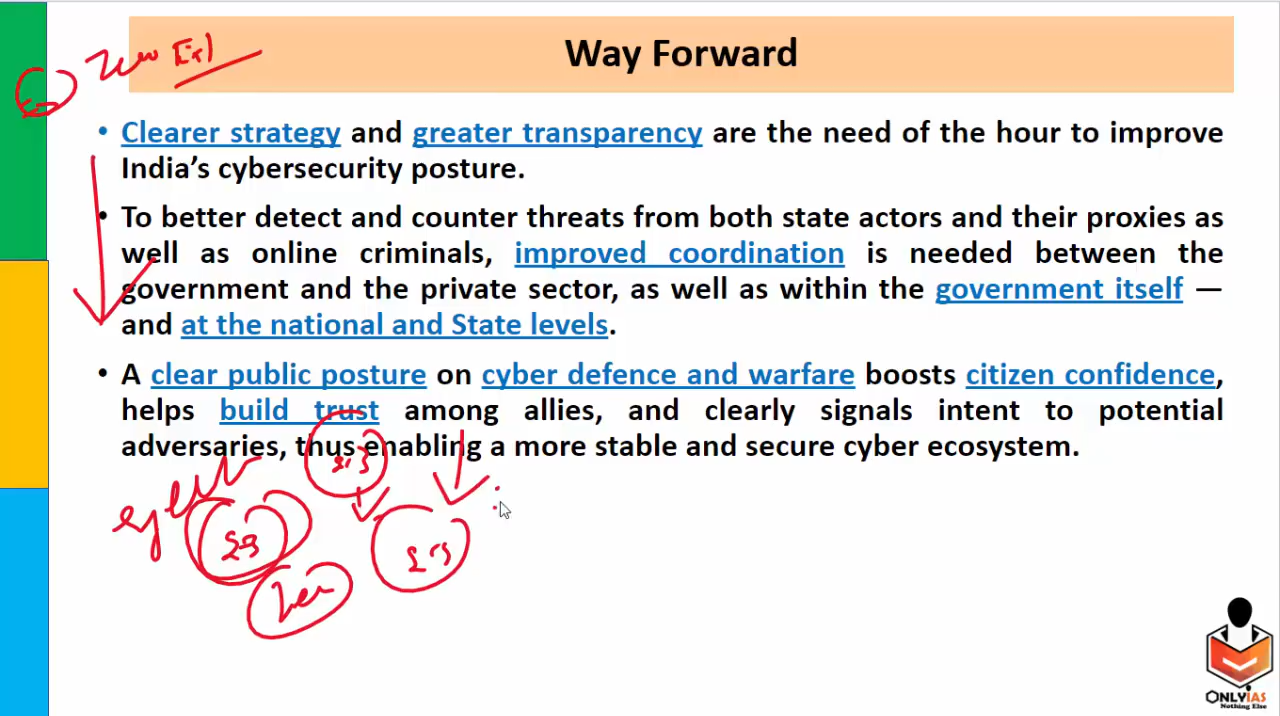 Way Forward
• Clearer strategy and greater transparency are the need of the hour to improve
India's cybersecurity posture.
• To better detect and counter threats from both state actors and their proxies as
well as online criminals, improved coordination is needed between the
government and the private sector, as well as within the government itself —
and at the national and State levels.
• A clear public posture on cyber defence and warfare boosts citizen confidence,
helps build trust among allies, and clearly signals intent to potential
adversaries, thus enabling a more stable and secure cyber ecosystem.
ONLYIAS
Nothing Else